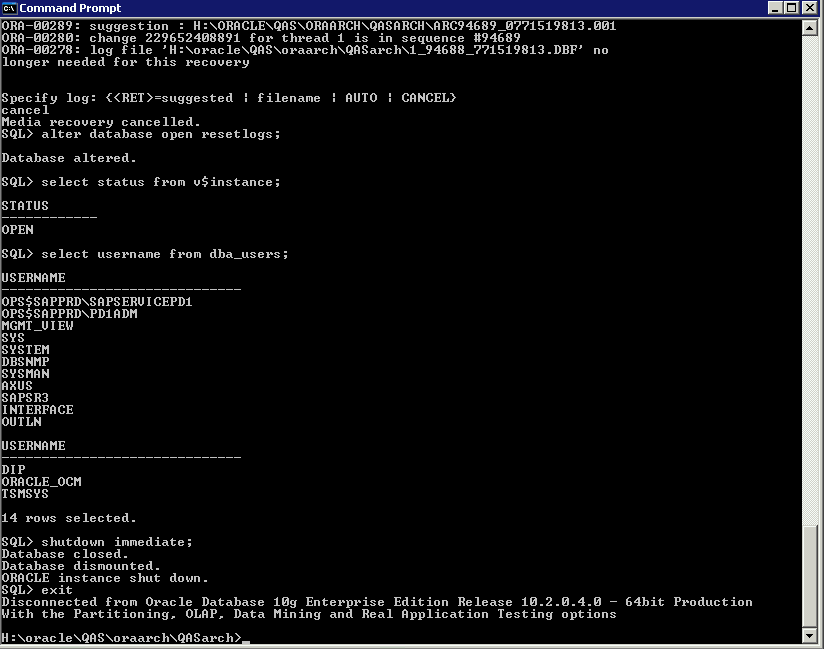 Command Prompt
ORA-00289: suggestion : H:\ORACLE\QAS\ORAARCH\QASARCH\ARC94689_0771519813.001
ORA-00280: change 229652408891 for thread 1 is in sequence #94689
ORA-00278: log file 'H:\oracle\QAS\oraarch\QASarch\1_94688_771519813.DBF' no
longer needed for this recovery
Specify log: {<RET>=suggested | filename | AUTO | CANCEL}
cancel
Media recovery cancelled.
SQL> alter database open resetlogs;
Database altered.
SQL> select status from v$instance;
STATUS
------------
OPEN
SQL> select username from dba_users;
USERNAME
------------------------------
OPS$SAPPRD\SAPSERVICEPD1
OPS$SAPPRD\PD1ADM
MGMT_VIEW
SYS
SYSTEM
DBSNMP
SYSMAN
AXUS
SAPSR3
INTERFACE
OUTLN
USERNAME
------------------------------
DIP
ORACLE_OCM
TSMSYS
14 rows selected.
SQL> shutdown immediate;
Database closed.
Database dismounted.
ORACLE instance shut down.
SQL> exit
Disconnected from Oracle Database 10g Enterprise Edition Release 10.2.0.4.0 - 64bit Production
With the Partitioning, OLAP, Data Mining and Real Application Testing options
H:\oracle\QAS\oraarch\QASarch>_